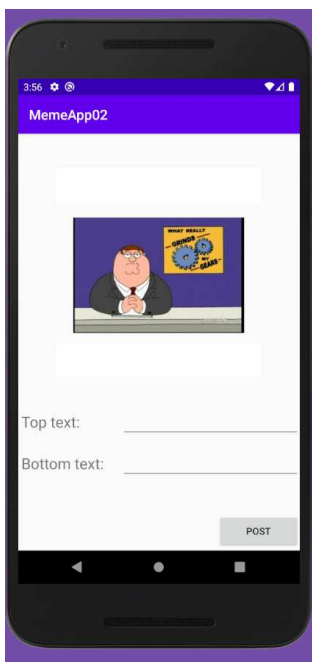 3:56
MemeApp02
WHAT REALLY
GRINDS
MY
GEARS
Top text:
Bottom text:
POST